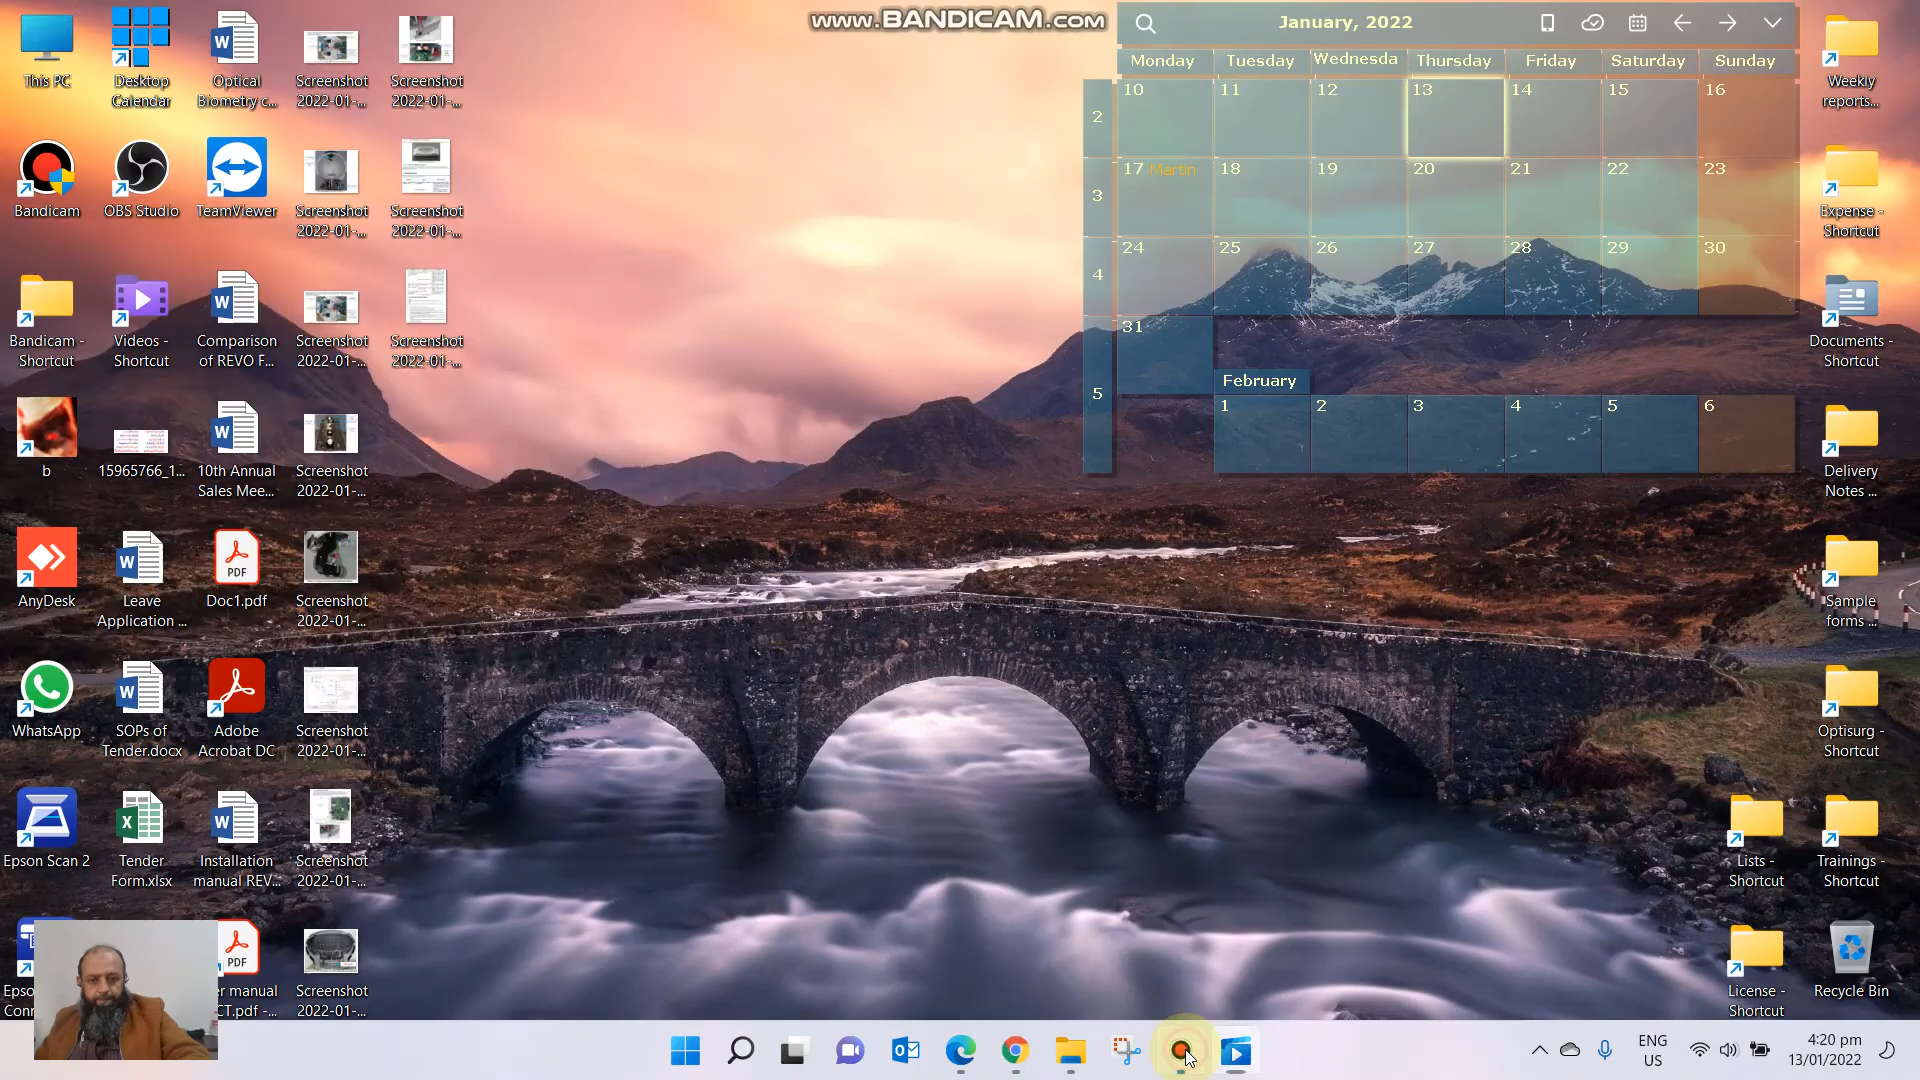 www.BANDICAM.com
This PC
Desktop
Calendar
Optical
Biometry c...
Screenshot
2022-01-...
Screenshot
2022-01-...
Bandicam
OBS Studio
TeamViewer
Screenshot
2022-01-...
Screenshot
2022-01-...
Bandicam -
Shortcut
Videos -
Shortcut
Comparison
of REVO F...
Screenshot
2022-01-...
Screenshot
2022-01-...
b
15965766_1...
10th Annual
Sales Mee...
Screenshot
2022-01-...
AnyDesk
Leave
Application ...
Doc1.pdf
Screenshot
2022-01-...
WhatsApp
SOPs of
Tender.docx
Adobe
Acrobat DC
Screenshot
2022-01-...
Epson Scan 2
Tender
Form.xlsx
Installation
manual REV...
Screenshot
2022-01-...
Screenshot
2022-01-...
January, 2022
Monday Tuesday Wednesda Thursday Friday Saturday Sunday
2 10 11 12 13 14 15 16
3 17 Martin 18 19 20 21 22 23
4 24 25 26 27 28 29 30
5 31
February
1 2 3 4 5 6
Weekly
reports...
Expense -
Shortcut
Documents -
Shortcut
Delivery
Notes ...
Sample
forms ...
Optisurg -
Shortcut
Lists -
Shortcut
Trainings -
Shortcut
License -
Shortcut
Recycle Bin
ENG
US
4:20 pm
13/01/2022